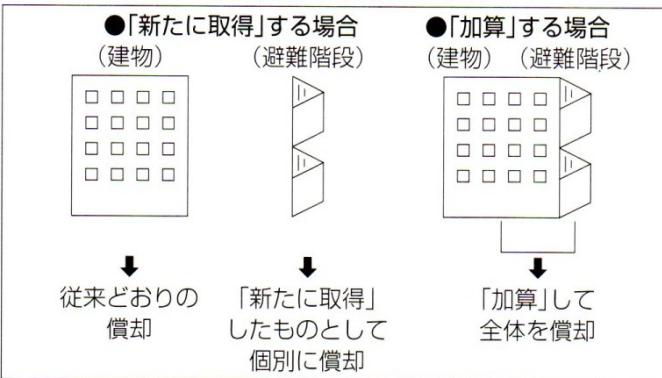 ●「新たに取得」する場合
（建物）　（避難階段）
従来どおりの
償却
「新たに取得」
したものとして
個別に償却
●「加算」する場合
（建物）（避難階段）
「加算」して
全体を償却